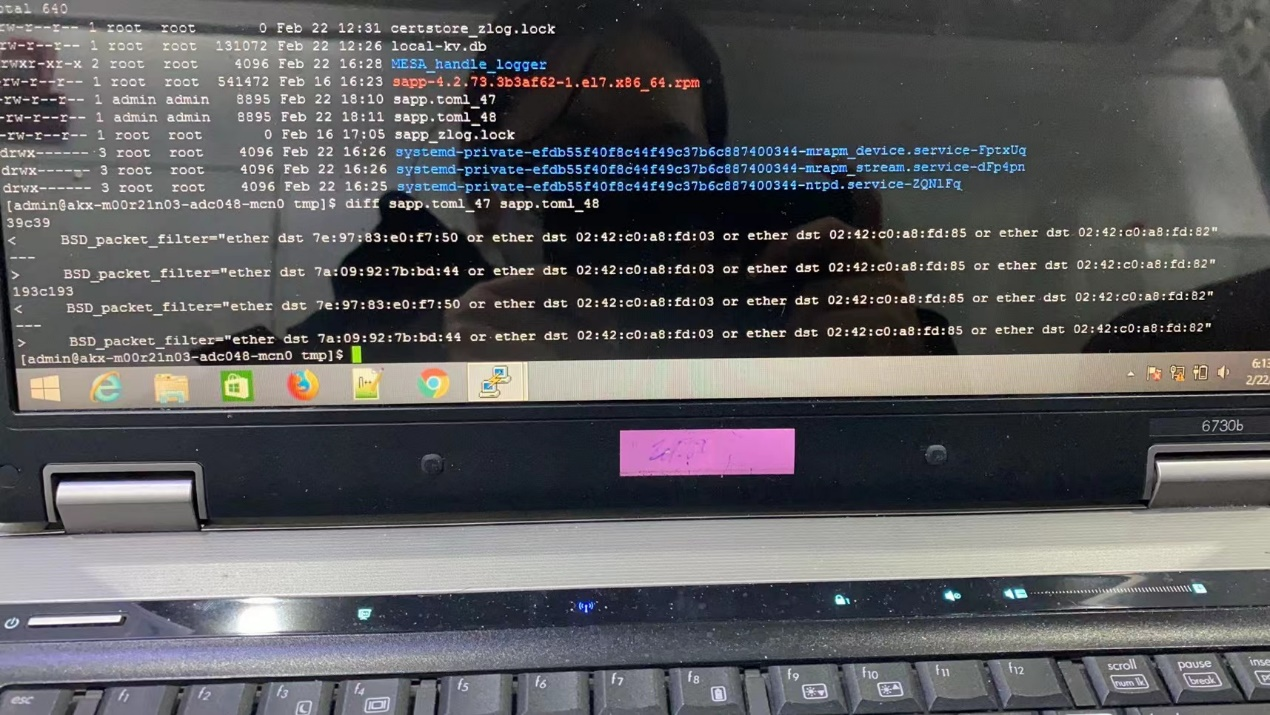 otal 640
rw-r--r-- 1 root root 0 Feb 22 12:31 certstore_zlog.lock
rw-r--r-- 1 root root 131072 Feb 22 12:26 local-kv.db
rwxr-xr-x 2 root root 4096 Feb 22 16:28 MESA_handle_logger
rw-r--r-- 1 root root 541472 Feb 16 16:23 sapp-4.2.73.3b3af62-1.el7.x86_64.rpm
-rw-r--r-- 1 admin admin 8895 Feb 22 18:10 sapp.toml_47
-rw-r--r-- 1 admin admin 8895 Feb 22 18:11 sapp.toml_48
-rw-r--r-- 1 root root 0 Feb 16 17:05 sapp_zlog.lock
drwx------ 3 root root 4096 Feb 22 16:26 systemd-private-efdb55f40f8c44f49c37b6c887400344-mrapm_device.service-FptxUq
drwx------ 3 root root 4096 Feb 22 16:26 systemd-private-efdb55f40f8c44f49c37b6c887400344-mrapm_stream.service-dFp4pn
drwx------ 3 root root 4096 Feb 22 16:25 systemd-private-efdb55f40f8c44f49c37b6c887400344-ntpd.service-ZQNlFq
[admin@akx-m00r21n03-adc048-mcn0 tmp]$ diff sapp.toml_47 sapp.toml_48
39c39
< BSD_packet_filter="ether dst 7e:97:83:e0:f7:50 or ether dst 02:42:c0:a8:fd:03 or ether dst 02:42:c0:a8:fd:85 or ether dst 02:42:c0:a8:fd:82"
---
> BSD_packet_filter="ether dst 7a:09:92:7b:bd:44 or ether dst 02:42:c0:a8:fd:03 or ether dst 02:42:c0:a8:fd:85 or ether dst 02:42:c0:a8:fd:82"
193c193
< BSD_packet_filter="ether dst 7e:97:83:e0:f7:50 or ether dst 02:42:c0:a8:fd:03 or ether dst 02:42:c0:a8:fd:85 or ether dst 02:42:c0:a8:fd:82"
---
> BSD_packet_filter="ether dst 7a:09:92:7b:bd:44 or ether dst 02:42:c0:a8:fd:03 or ether dst 02:42:c0:a8:fd:85 or ether dst 02:42:c0:a8:fd:82"
[admin@akx-m00r21n03-adc048-mcn0 tmp]$
6:13
2/22
6730b
esc f1 f2 f3 f4 f5 f6 f7 f8 f9 f10 f11 f12 scroll pause inse
num lk break